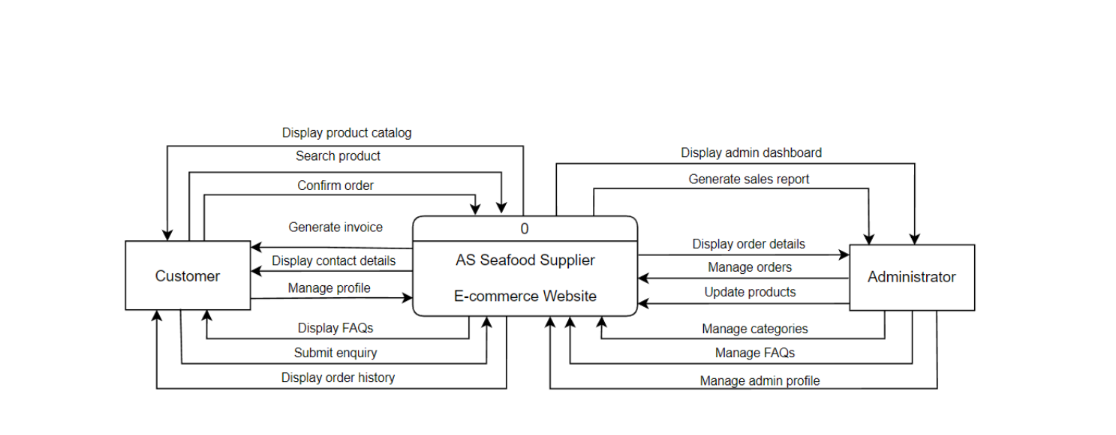 Display product catalog
Search product
Confirm order
Generate invoice
Customer
Display contact details
Manage profile
Display FAQs
Submit enquiry
Display order history
0
AS Seafood Supplier
E-commerce Website
Display admin dashboard
Generate sales report
Display order details
Manage orders
Update products
Administrator
Manage categories
Manage FAQs
Manage admin profile